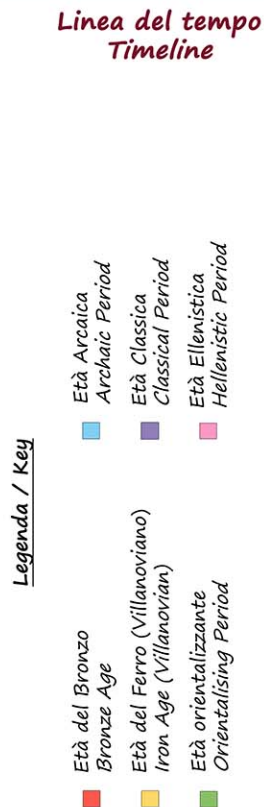 Linea del tempo
Timeline
Legenda / Key
Età del Bronzo
Bronze Age
Età del Ferro (Villanoviano)
Iron Age (Villanovian)
Età orientalizzante
Orientalising Period
Età Arcaica
Archaic Period
Età Classica
Classical Period
Età Ellenistica
Hellenistic Period